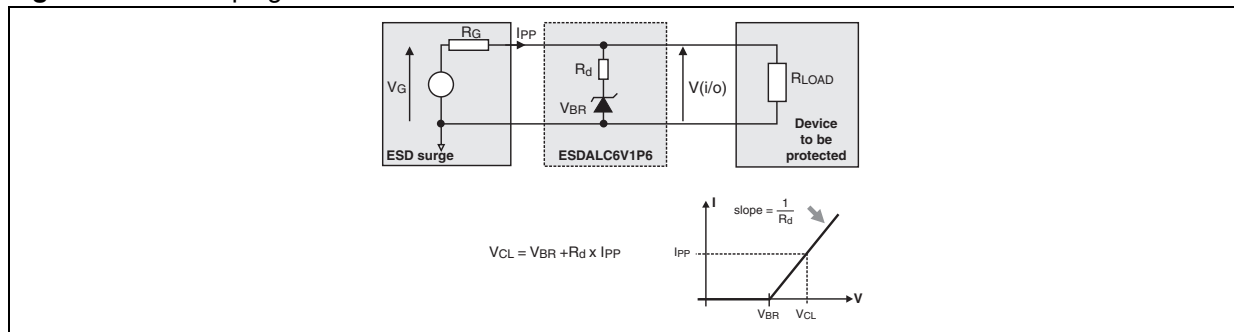 RG
IPP
VG
Rd
VBR
V(i/o)
RLOAD
ESD surge
ESDALC6V1P6
Device
to be
protected
I
slope = 1/Rd
VCL = VBR +Rd x IPP
IPP
V
VBR
VCL